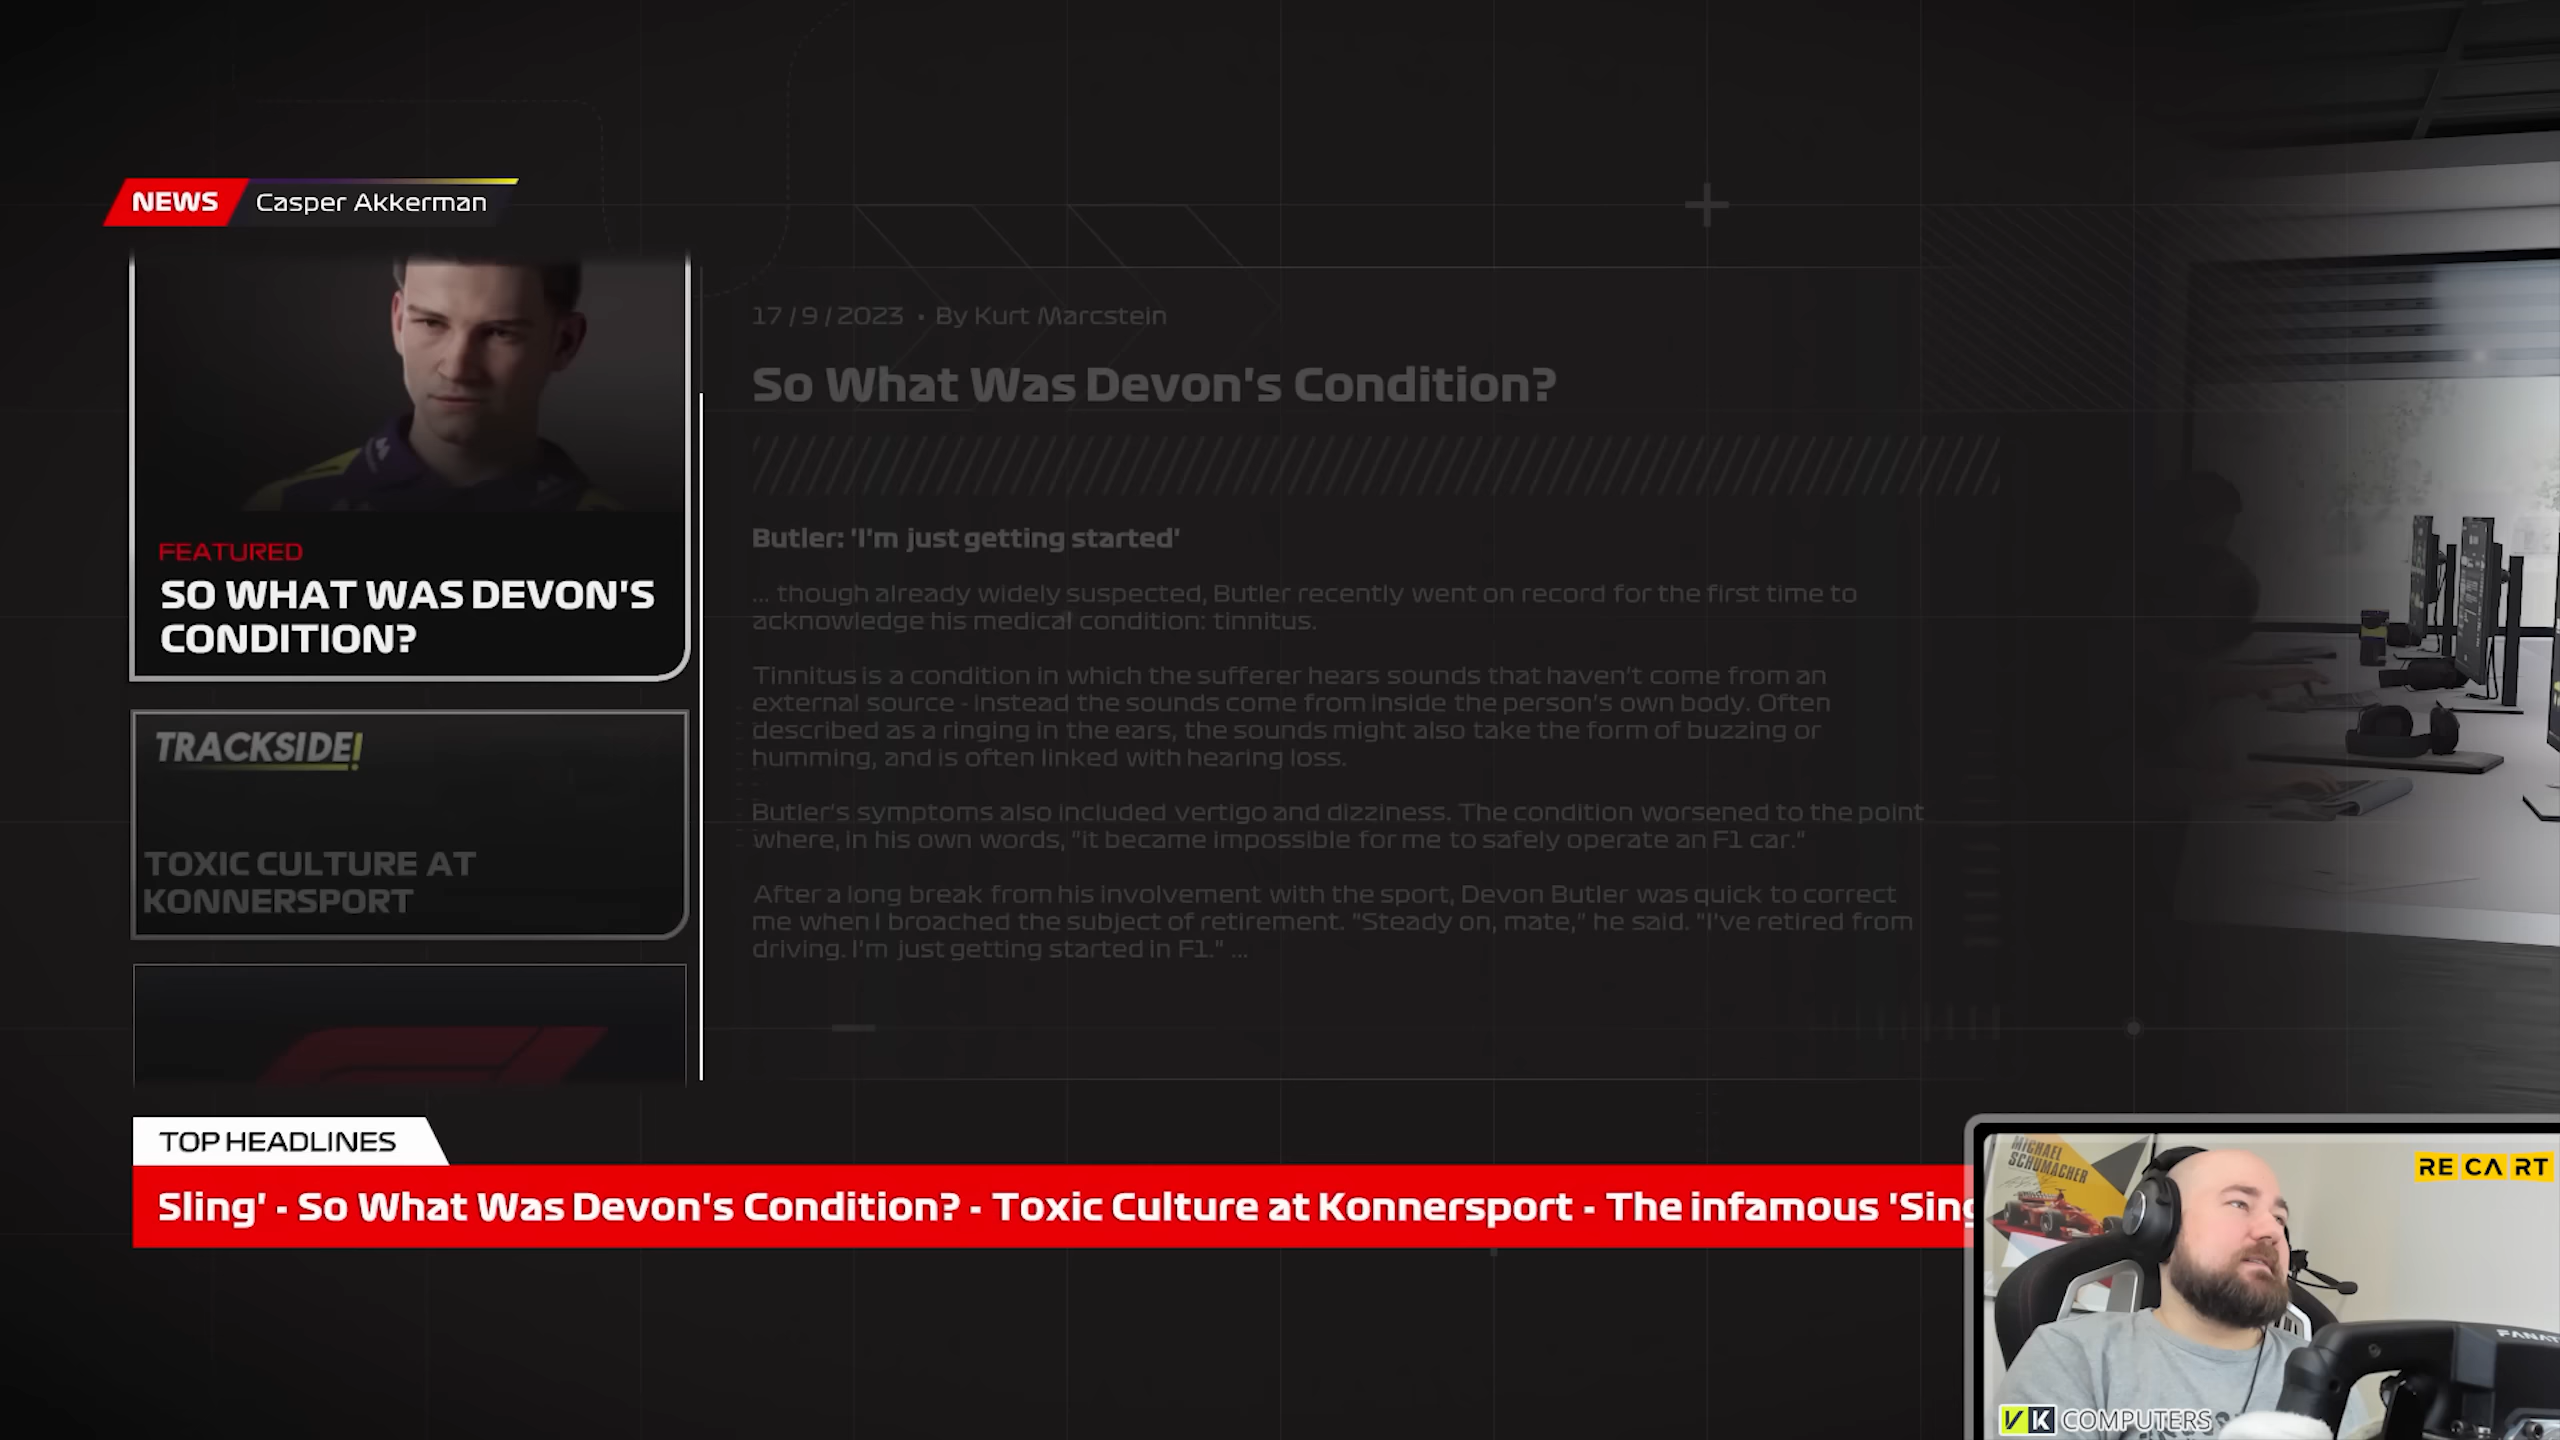 NEWS Casper Akkerman
FEATURED
SO WHAT WAS DEVON'S
CONDITION?
TRACKSIDE!
TOXIC CULTURE AT
KONNERSPORT
17/9/2023 • By Kurt Marcstein
So What Was Devon's Condition?
Butler: 'I'm just getting started'
... though already widely suspected, Butler recently went on record for the first time to
acknowledge his medical condition: tinnitus.
Tinnitus is a condition in which the sufferer hears sounds that haven't come from an
external source - instead the sounds come from inside the person's own body. Often
described as a ringing in the ears, the sounds might also take the form of buzzing or
humming, and is often linked with hearing loss.
Butler's symptoms also included vertigo and dizziness. The condition worsened to the point
where, in his own words, "it became impossible for me to safely operate an F1 car."
After a long break from his involvement with the sport, Devon Butler was quick to correct
me when I broached the subject of retirement. "Steady on, mate," he said. "I've retired from
driving. I'm just getting started in F1." ...
TOP HEADLINES
Sling' - So What Was Devon's Condition? - Toxic Culture at Konnersport - The infamous 'Sing
MICHAEL
SCHUMACHER
RE CA RT
FANAT
VK COMPUTERS